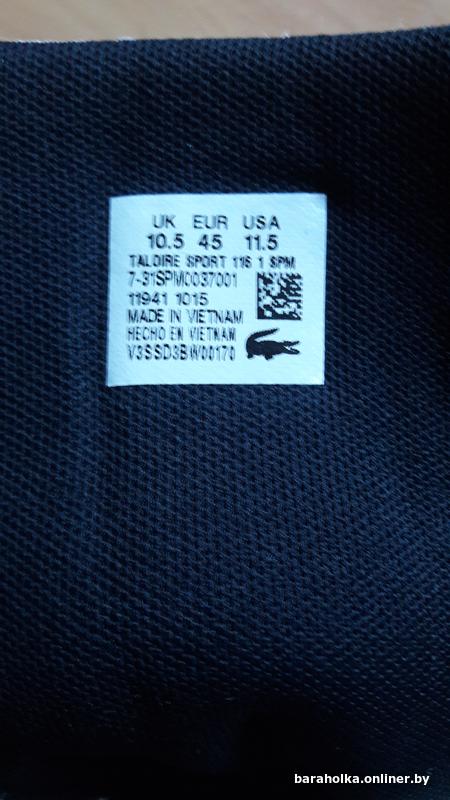 UK EUR USA
10.5 45 11.5
TALOIRE SPORT 116 1 SPM
7-31SPM0037001
11941 1015
MADE IN VIETNAM
HECHO EN VIETNAM
V3SSD3BW00170
baraholka.onliner.by